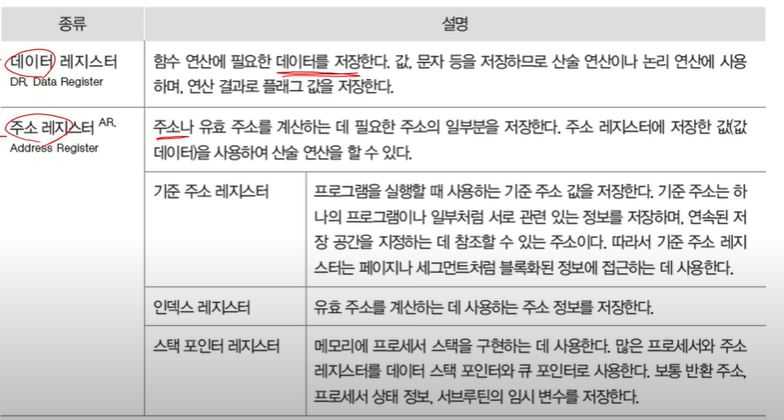 종류 설명
데이터 레지스터
DR, Data Register
함수 연산에 필요한 데이터를 저장한다. 값, 문자 등을 저장하므로 산술 연산이나 논리 연산에 사용
하며, 연산 결과로 플래그 값을 저장한다.
주소 레지스터 AR,
Address Register
주소나 유효 주소를 계산하는 데 필요한 주소의 일부분을 저장한다. 주소 레지스터에 저장한 값(값
데이터)을 사용하여 산술 연산을 할 수 있다.
기준 주소 레지스터
프로그램을 실행할 때 사용하는 기준 주소 값을 저장한다. 기준 주소는 하
나의 프로그램이나 일부처럼 서로 관련 있는 정보를 저장하며, 연속된 저
장 공간을 지정하는 데 참조할 수 있는 주소이다. 따라서 기준 주소 레지
스터는 페이지나 세그먼트처럼 블록화된 정보에 접근하는 데 사용한다.
인덱스 레지스터
유효 주소를 계산하는 데 사용하는 주소 정보를 저장한다.
스택 포인터 레지스터
메모리에 프로세서 스택을 구현하는 데 사용한다. 많은 프로세서와 주소
레지스터를 데이터 스택 포인터와 큐 포인터로 사용한다. 보통 반환 주소,
프로세서 상태 정보, 서브루틴의 임시 변수를 저장한다.